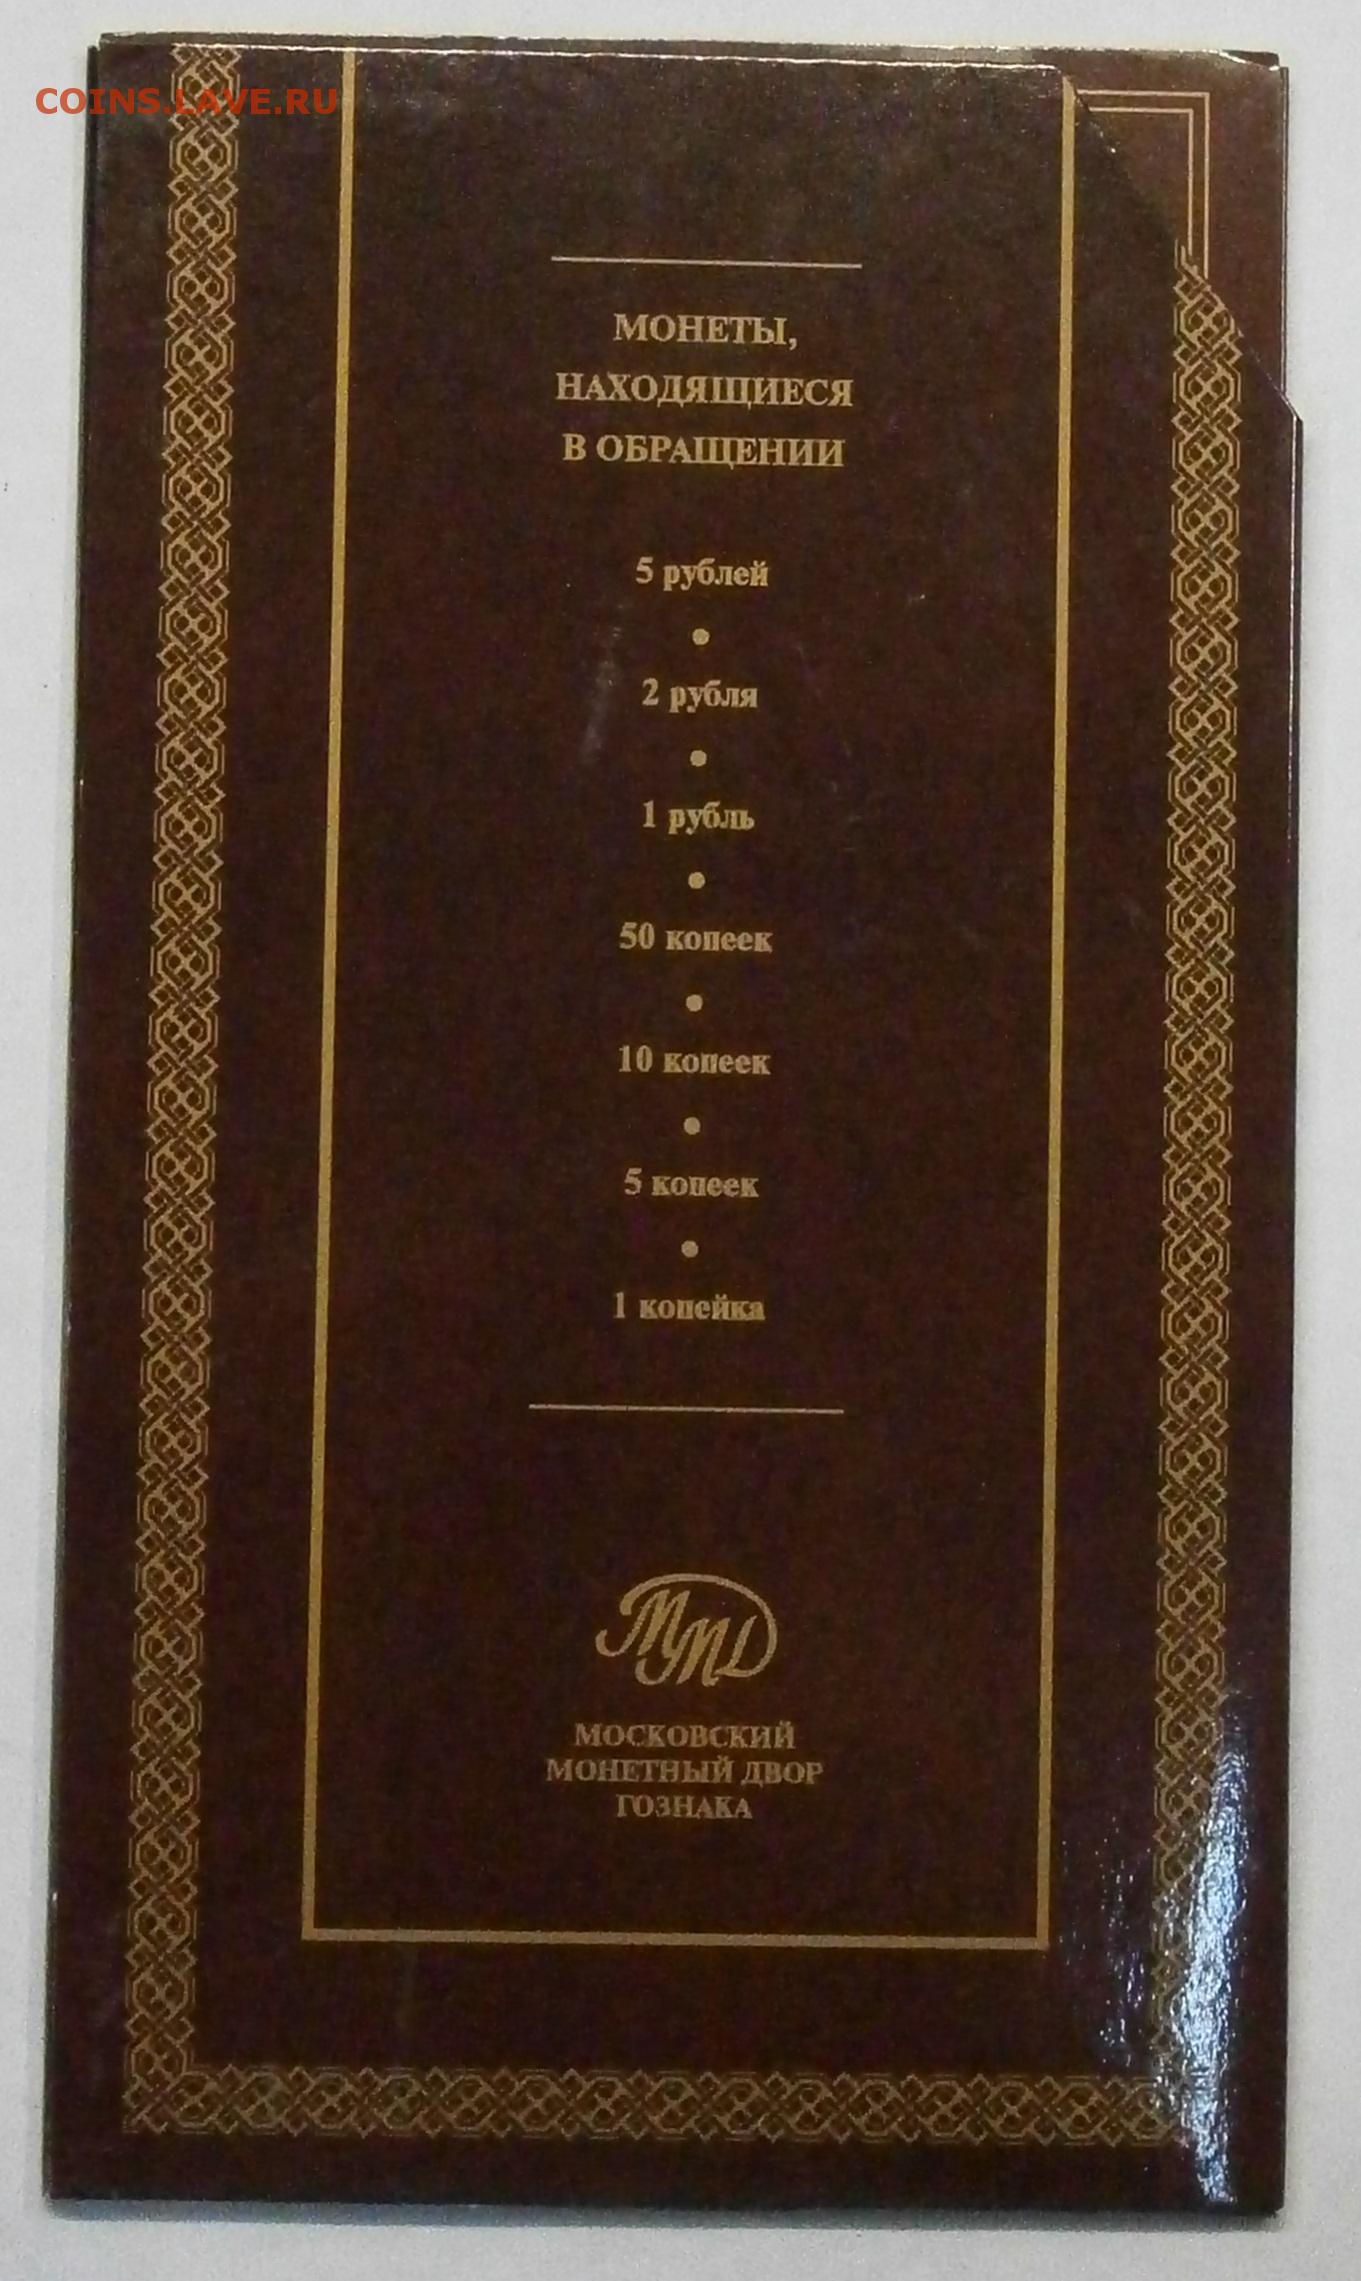 COINS.LAVE.RU
МОНЕТЫ,
НАХОДЯЩИЕСЯ
В ОБРАЩЕНИИ
5 рублей
•
2 рубля
•
1 рубль
•
50 копеек
•
10 копеек
•
5 копеек
•
1 копейка
ММД
МОСКОВСКИЙ
МОНЕТНЫЙ ДВОР
ГОЗНАКА